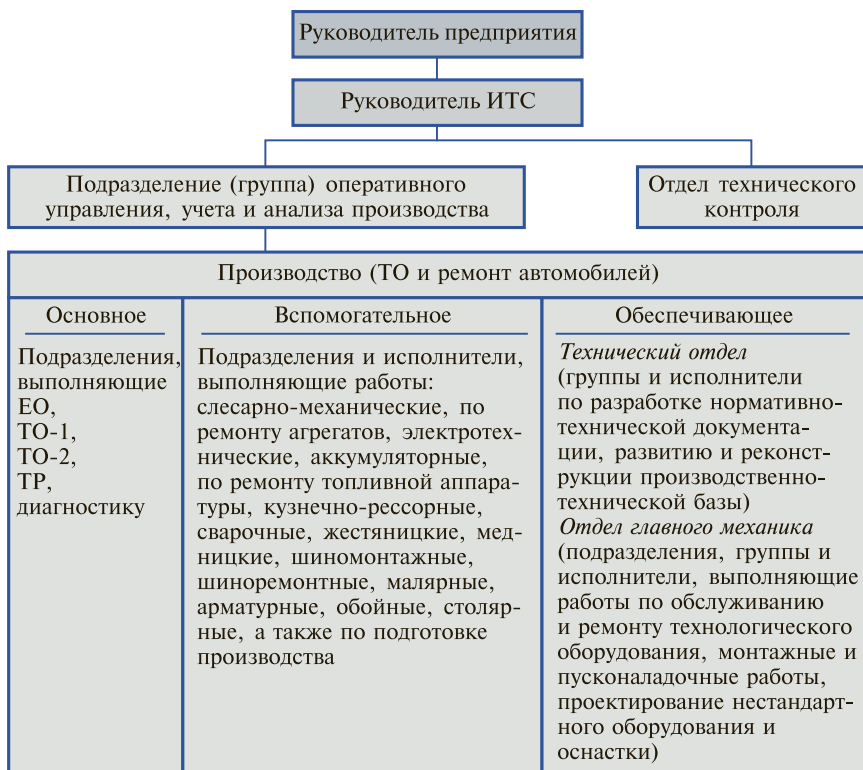 Руководитель предприятия
Руководитель ИТС
Подразделение (группа) оперативного
управления, учета и анализа производства
Отдел технического
контроля
Производство (ТО и ремонт автомобилей)
Основное
Подразделения,
выполняющие
ЕО,
ТО-1,
ТО-2,
ТР,
диагностику
Вспомогательное
Подразделения и исполнители,
выполняющие работы:
слесарно-механические, по
ремонту агрегатов, электротех-
нические, аккумуляторные,
по ремонту топливной аппара-
туры, кузнечно-рессорные,
сварочные, жестяницкие, мед-
ницкие, шиномонтажные,
шиноремонтные, малярные,
арматурные, обойные, столяр-
ные, а также по подготовке
производства
Обеспечивающее
Технический отдел
(группы и исполнители
по разработке нормативно-
технической документа-
ции, развитию и реконст-
рукции производственно-
технической базы)
Отдел главного механика
(подразделения, группы и
исполнители, выполняющие
работы по обслуживанию
и ремонту технологического
оборудования, монтажные и
пусконаладочные работы,
проектирование нестандарт-
ного оборудования и
оснастки)